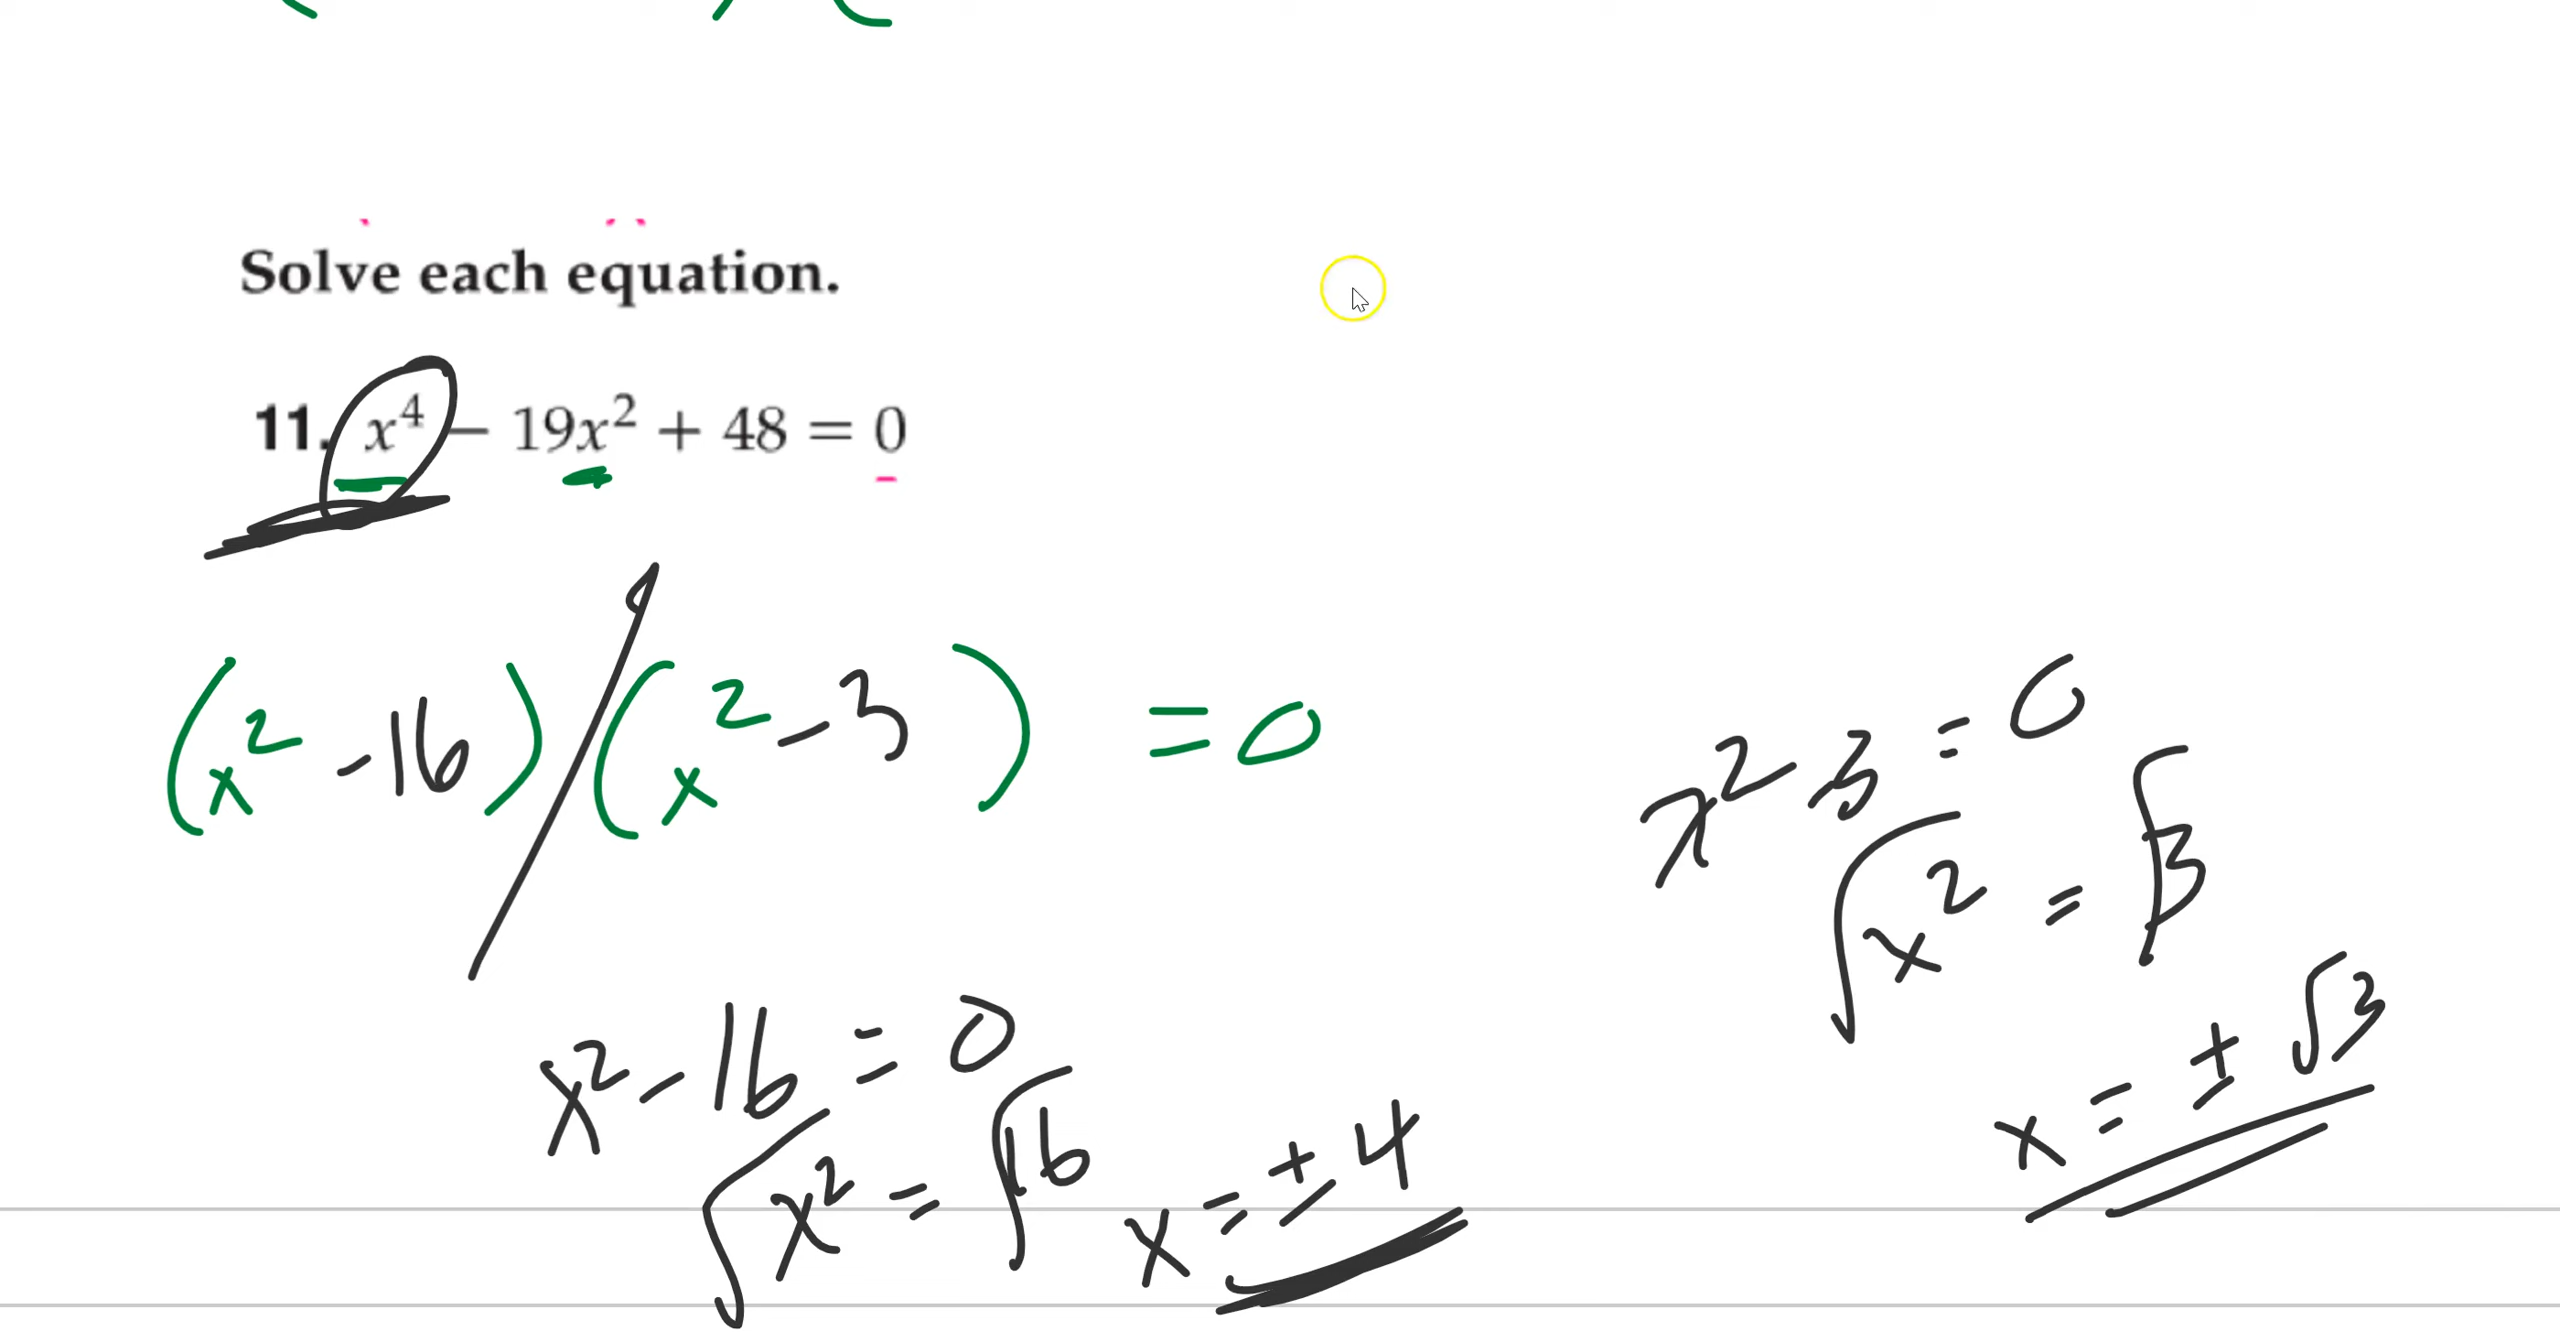 Solve each equation.
11. x⁴ − 19x² + 48 = 0
(x² - 16) (x² - 3) = 0
x² - 16 = 0
√x² = √16
x = ± 4
x² 3 = 0
√x² = √3
x = ± √3